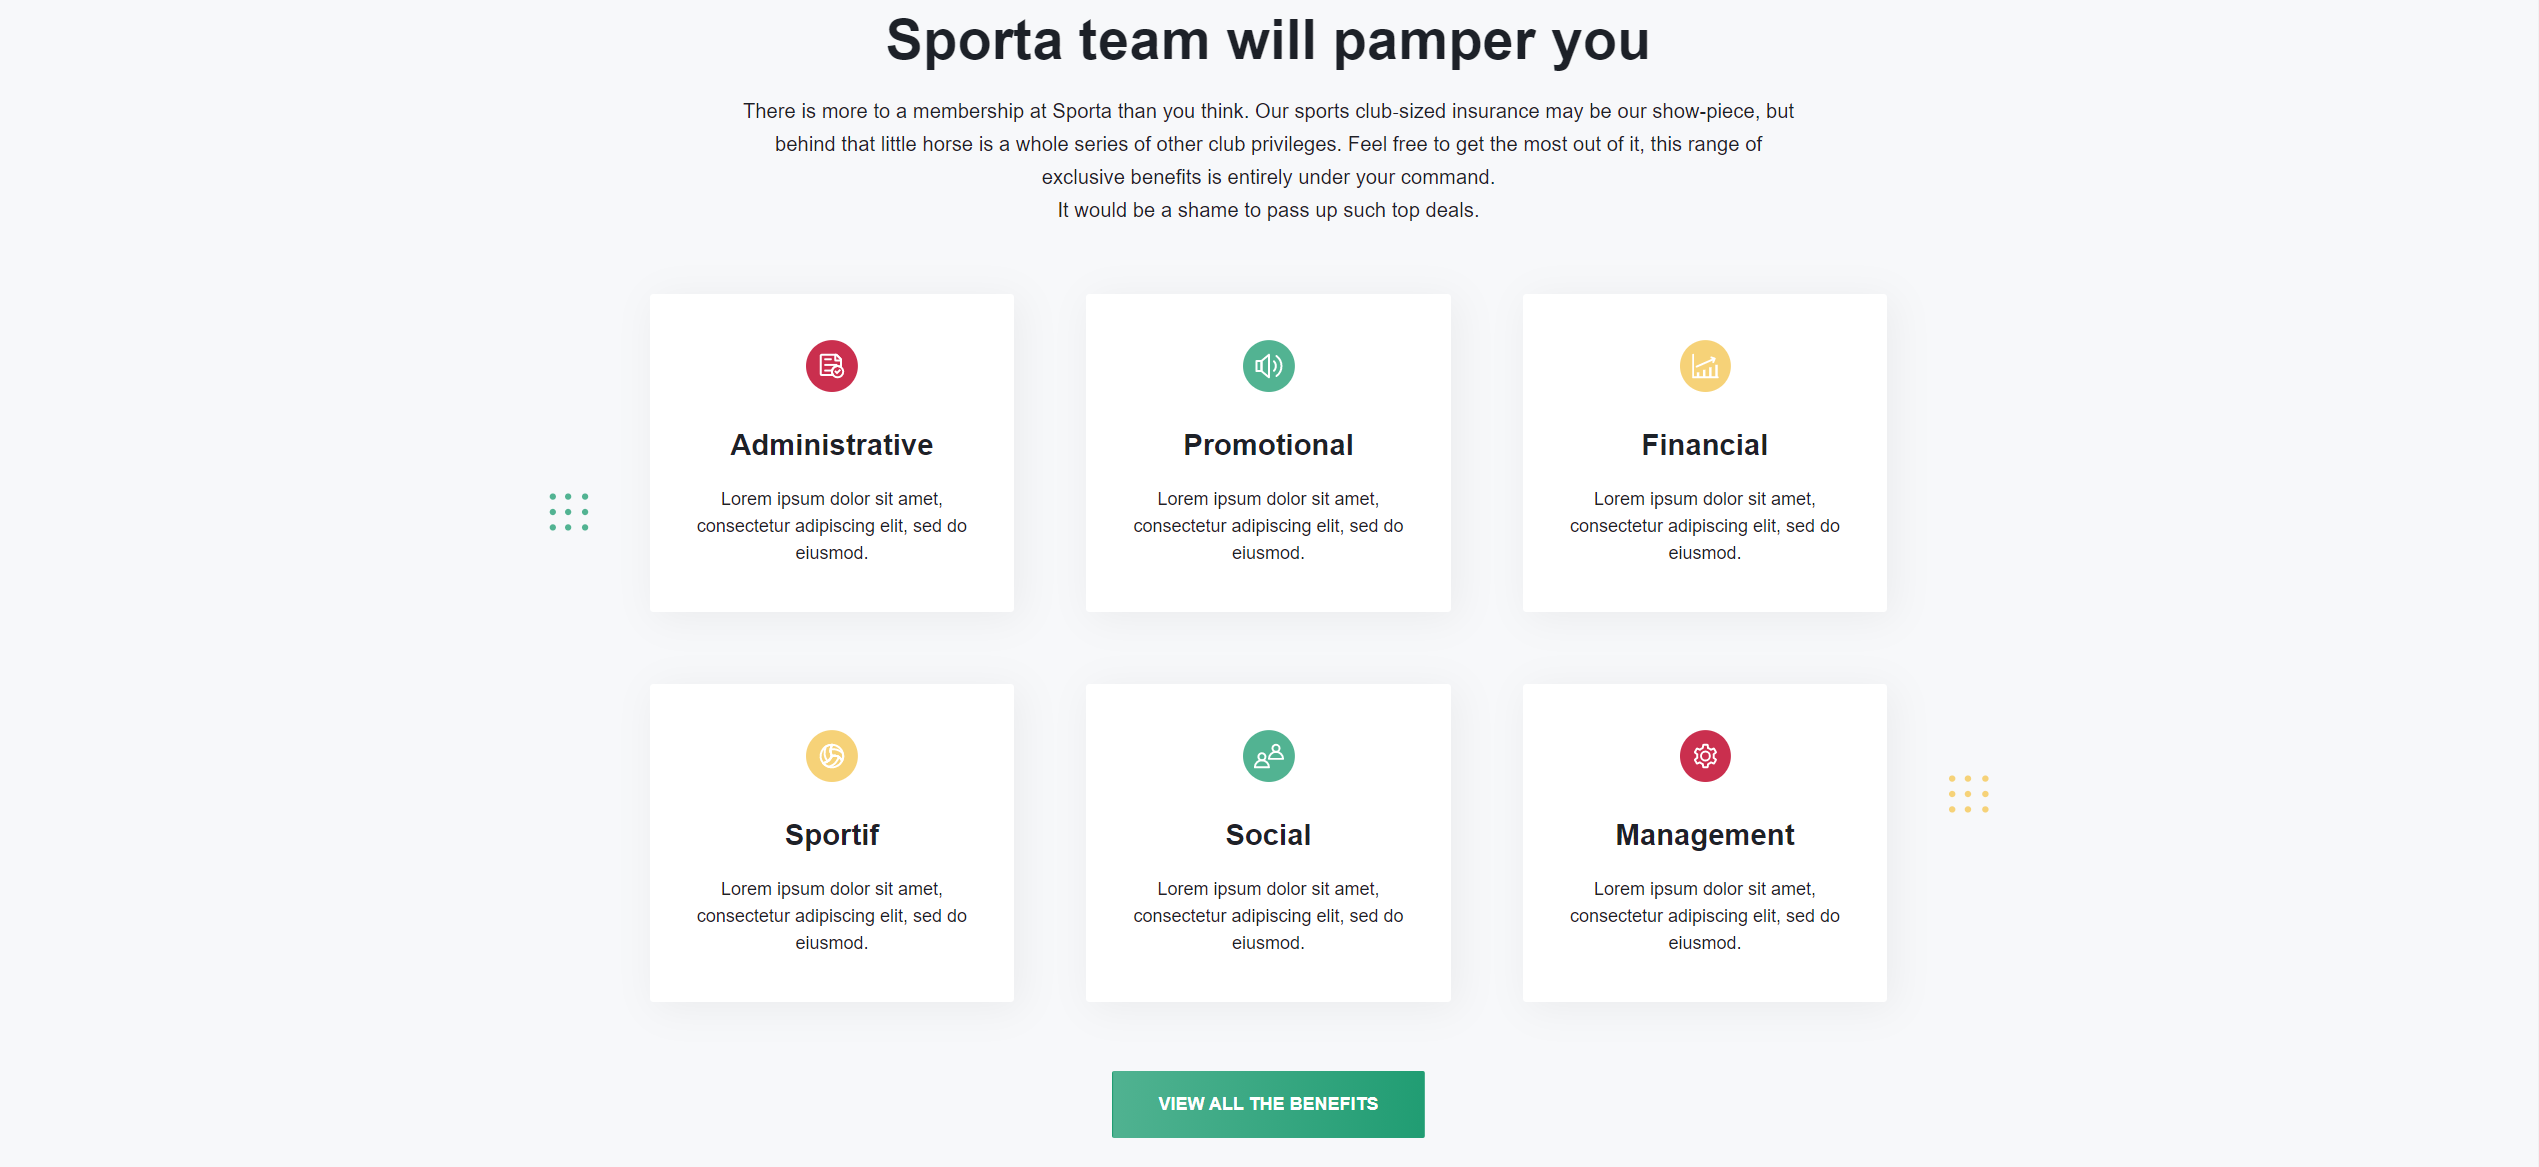 Sporta team will pamper you
There is more to a membership at Sporta than you think. Our sports club-sized insurance may be our show-piece, but
behind that little horse is a whole series of other club privileges. Feel free to get the most out of it, this range of
exclusive benefits is entirely under your command.
It would be a shame to pass up such top deals.
Administrative
Lorem ipsum dolor sit amet,
consectetur adipiscing elit, sed do
eiusmod.
Promotional
Lorem ipsum dolor sit amet,
consectetur adipiscing elit, sed do
eiusmod.
Financial
Lorem ipsum dolor sit amet,
consectetur adipiscing elit, sed do
eiusmod.
Sportif
Lorem ipsum dolor sit amet,
consectetur adipiscing elit, sed do
eiusmod.
Social
Lorem ipsum dolor sit amet,
consectetur adipiscing elit, sed do
eiusmod.
Management
Lorem ipsum dolor sit amet,
consectetur adipiscing elit, sed do
eiusmod.
VIEW ALL THE BENEFITS